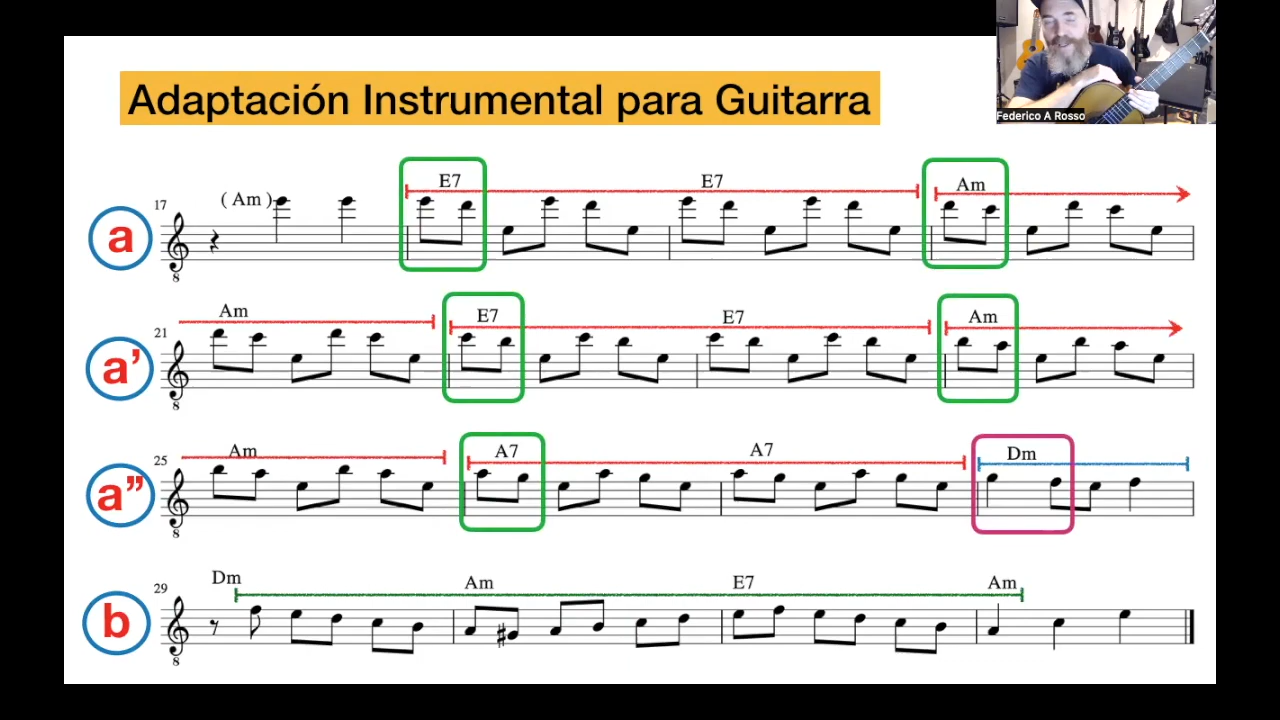 Federico A Rosso
Adaptación Instrumental para Guitarra
a
17
( Am )
E7
E7
Am
8
a’
21
Am
E7
E7
Am
8
a”
25
Am
A7
A7
Dm
8
b
29
Dm
Am
E7
Am
8